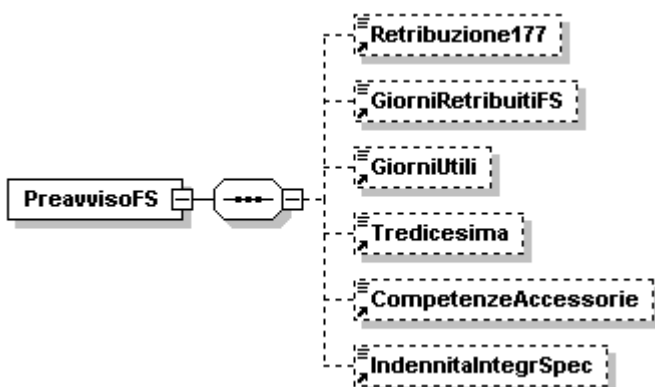 Retribuzione177
GiorniRetribuitiFS
GiorniUtili
PreavvisoFS
Tredicesima
CompetenzeAccessorie
IndennitaIntegrSpec